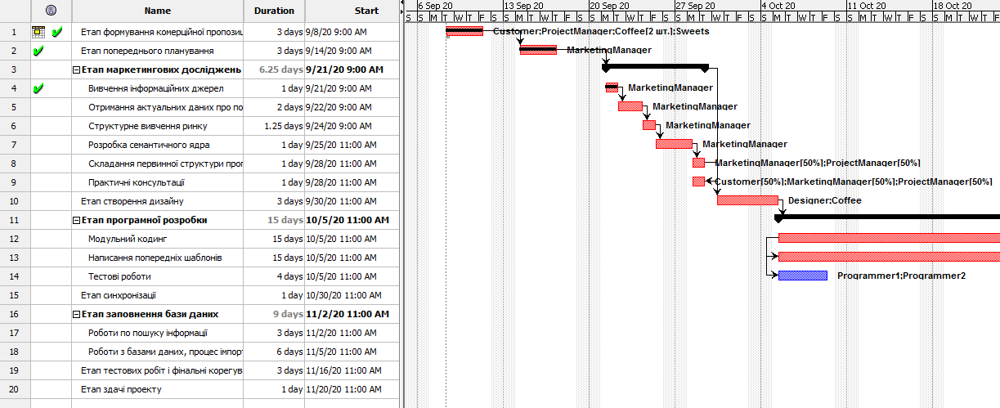 Name Duration Start
6 Sep 20 13 Sep 20 20 Sep 20 27 Sep 20 4 Oct 20 11 Oct 20 18 Oct 20
S S M T W T F S S M T W T F S S M T W T F S S M T W T F S S M T W T F S S M T W T F S S M T W T F
1 Етап формування комерційної пропозиц 3 days 9/8/20 9:00 AM Customer;ProjectManager;Coffee[2 шт.];Sweets
2 Етап попереднього планування 3 days 9/14/20 9:00 AM MarketingManager
3 Етап маркетингових досліджень 6.25 days 9/21/20 9:00 AM
4 Вивчення інформаційних джерел 1 day 9/21/20 9:00 AM MarketingManager
5 Отримання актуальних даних про по 2 days 9/22/20 9:00 AM MarketingManager
6 Структурне вивчення ринку 1.25 days 9/24/20 9:00 AM MarketingManager
7 Розробка семантичного ядра 1 day 9/25/20 11:00 AM MarketingManager
8 Складання первинної структури прог 1 day 9/28/20 11:00 AM MarketingManager[50%];ProjectManager[50%]
9 Практичні консультації 1 day 9/28/20 11:00 AM Customer[50%];MarketingManager[50%];ProjectManager[50%]
10 Етап створення дизайну 3 days 9/30/20 11:00 AM Designer;Coffee
11 Етап програмної розробки 15 days 10/5/20 11:00 AM
12 Модульний кодинг 15 days 10/5/20 11:00 AM
13 Написання попередніх шаблонів 15 days 10/5/20 11:00 AM
14 Тестові роботи 4 days 10/5/20 11:00 AM Programmer1;Programmer2
15 Етап синхронізації 1 day 10/30/20 11:00 AM
16 Етап заповнення бази даних 9 days 11/2/20 11:00 AM
17 Роботи по пошуку інформації 3 days 11/2/20 11:00 AM
18 Роботи з базами даних, процес імпорт 6 days 11/5/20 11:00 AM
19 Етап тестових робіт і фінальні корегув 3 days 11/16/20 11:00 AM
20 Етап здачі проекту 1 day 11/20/20 11:00 AM